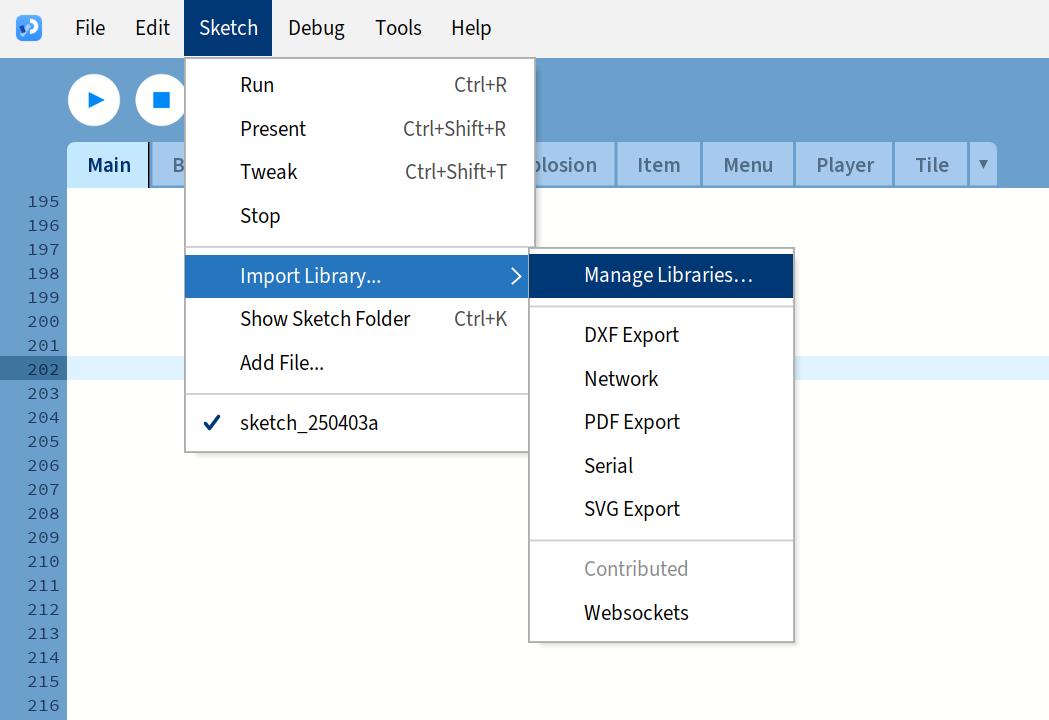 File Edit Sketch Debug Tools Help
Run Ctrl+R
Present Ctrl+Shift+R
Tweak Ctrl+Shift+T
Stop
Main B plosion Item Menu Player Tile ▼
Import Library...
Show Sketch Folder Ctrl+K
Add File...
sketch_250403a
Manage Libraries...
DXF Export
Network
PDF Export
Serial
SVG Export
Contributed
Websockets
195
196
197
198
199
200
201
202
203
204
205
206
207
208
209
210
211
212
213
214
215
216